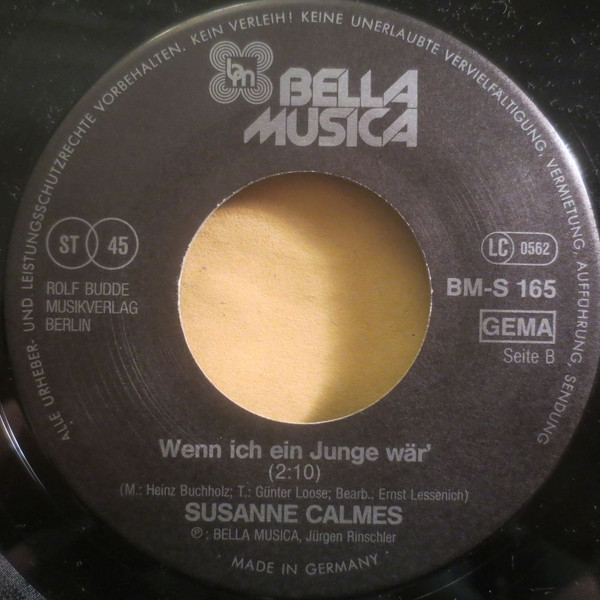 ALLE URHEBER- UND LEISTUNGSSCHUTZRECHTE VORBEHALTEN. KEIN VERLEIH! KEINE UNERLAUBTE VERVIELFÄLTIGUNG, VERMIETUNG, AUFFÜHRUNG, SENDUNG
bm
BELLA
MUSICA
ST 45
LC 0562
ROLF BUDDE
MUSIKVERLAG
BERLIN
BM-S 165
GEMA
Seite B
Wenn ich ein Junge wär'
(2:10)
(M.: Heinz Buchholz; T.: Günter Loose; Bearb.: Ernst Lessenich)
SUSANNE CALMES
℗: BELLA MUSICA, Jürgen Rinschler
· MADE IN GERMANY ·